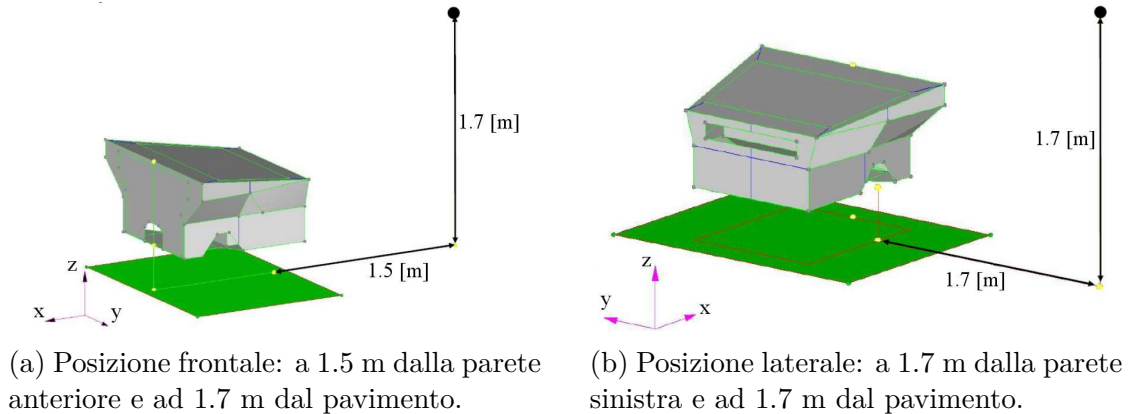 1.7 [m]
1.5 [m]
z
x
y
(a) Posizione frontale: a 1.5 m dalla parete
anteriore e ad 1.7 m dal pavimento.
1.7 [m]
1.7 [m]
z
y
x
(b) Posizione laterale: a 1.7 m dalla parete
sinistra e ad 1.7 m dal pavimento.